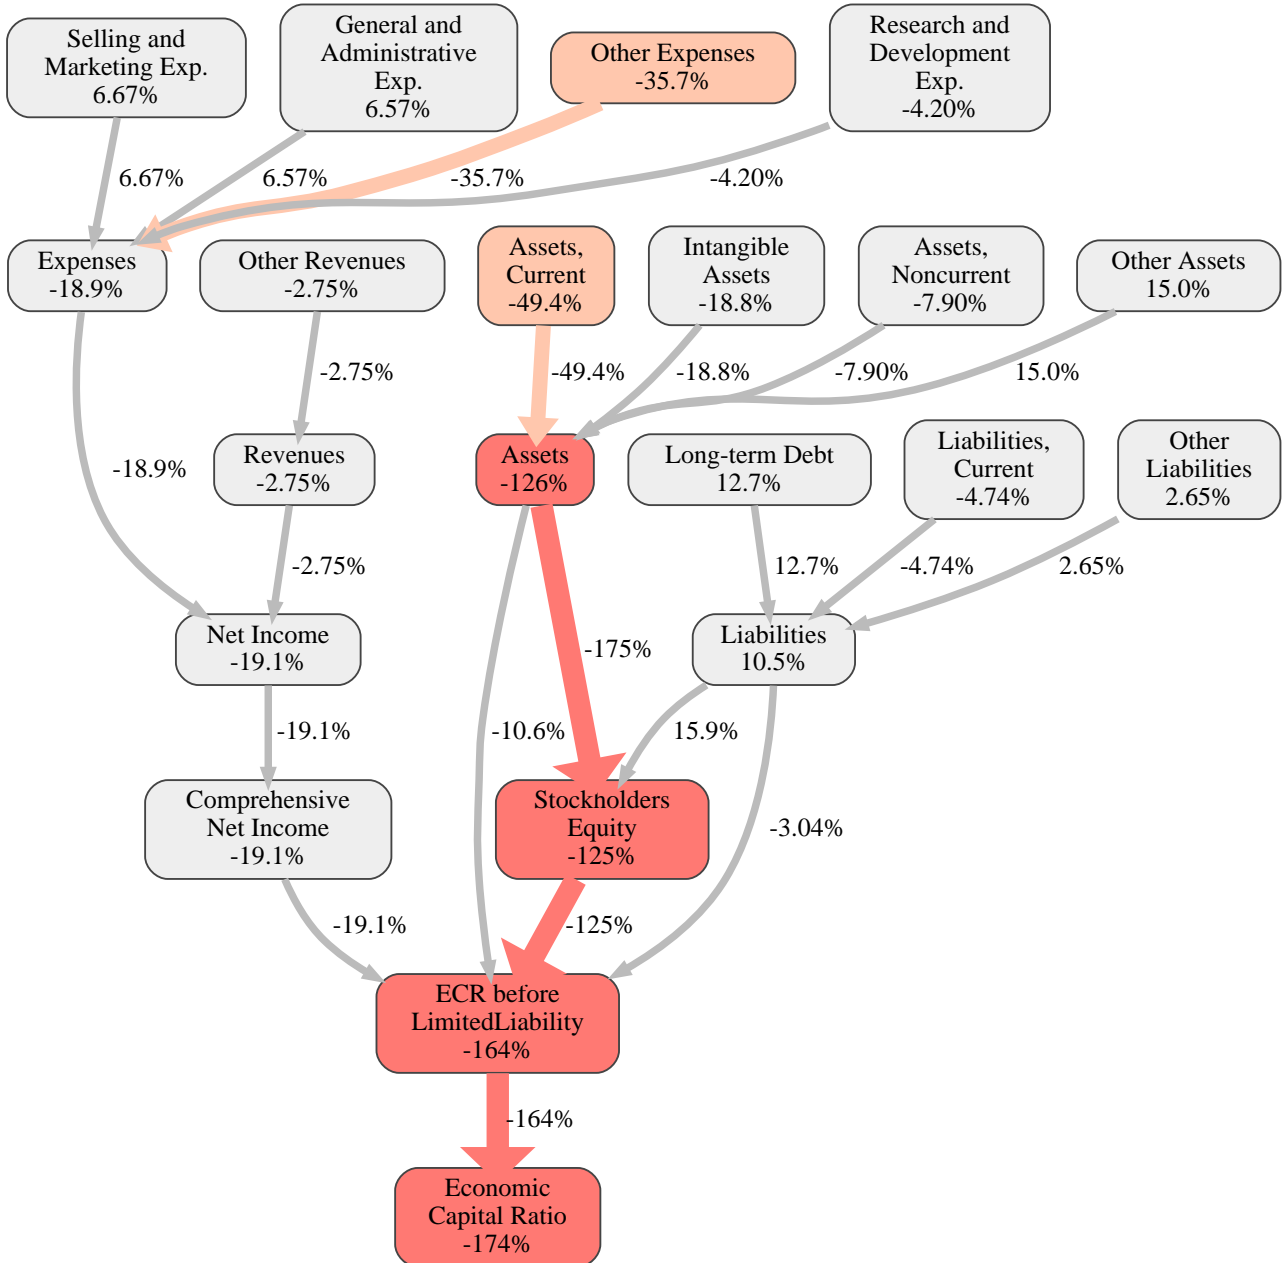 Selling and
Marketing Exp.
6.67%
General and
Administrative
Exp.
6.57%
Other Expenses
-35.7%
Research and
Development
Exp.
-4.20%
6.67%
6.57%
-35.7%
-4.20%
Expenses
-18.9%
Other Revenues
-2.75%
Assets,
Current
-49.4%
Intangible
Assets
-18.8%
Assets,
Noncurrent
-7.90%
Other Assets
15.0%
-2.75%
-49.4%
-18.8%
-7.90%
15.0%
-18.9%
Revenues
-2.75%
Assets
-126%
Long-term Debt
12.7%
Liabilities,
Current
-4.74%
Other
Liabilities
2.65%
-2.75%
12.7%
-4.74%
2.65%
Net Income
-19.1%
-175%
Liabilities
10.5%
-19.1%
-10.6%
15.9%
Comprehensive
Net Income
-19.1%
Stockholders
Equity
-125%
-3.04%
-19.1%
-125%
ECR before
LimitedLiability
-164%
-164%
Economic
Capital Ratio
-174%